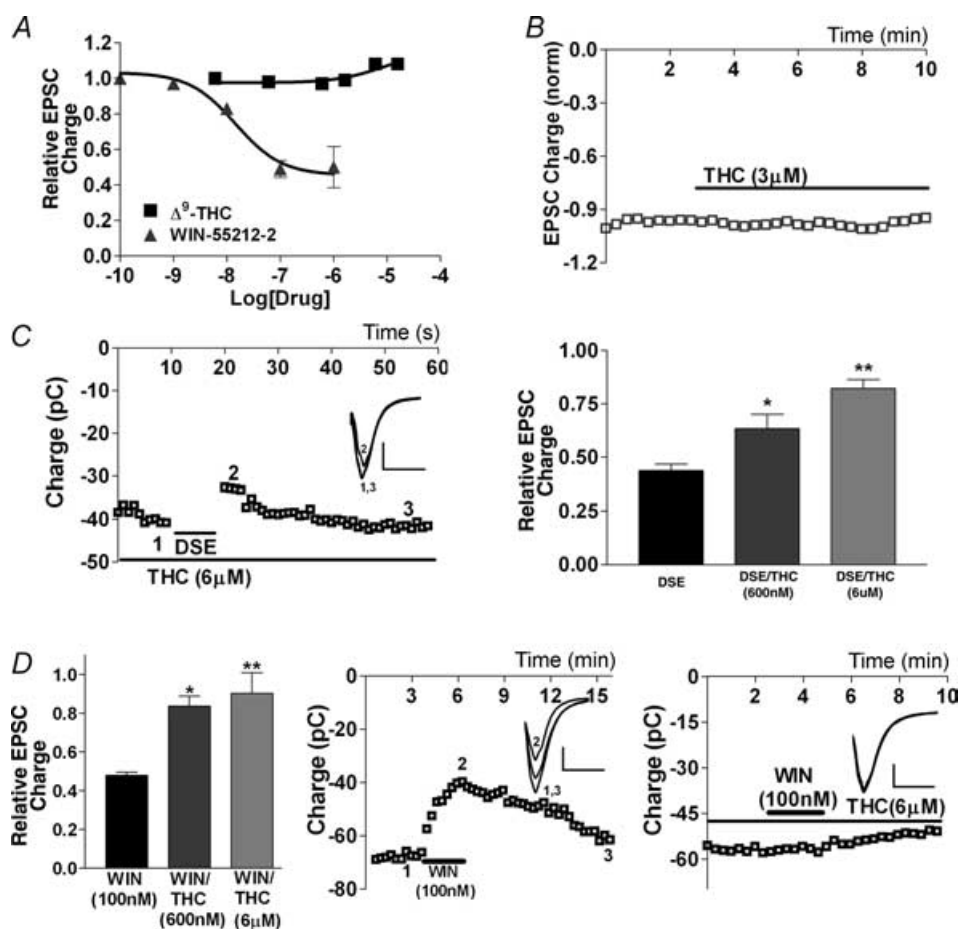 A
Relative EPSC
Charge
1.2
1.0
0.8
0.6
0.4
0.2
0.0
-10 -9 -8 -7 -6 -5 -4
Log[Drug]
Δ⁹-THC
WIN-55212-2
B
Time (min)
EPSC Charge (norm)
0.0
-0.3
-0.6
-0.9
-1.2
2 4 6 8 10
THC (3μM)
C
Time (s)
Charge (pC)
0
-10
-20
-30
-40
-50
10 20 30 40 50 60
1
2
3
DSE
THC (6μM)
2
1,3
Relative EPSC
Charge
1.00
0.75
0.50
0.25
0.00
*
**
DSE
DSE/THC
(600nM)
DSE/THC
(6uM)
D
Relative EPSC
Charge
1.0
0.8
0.6
0.4
0.2
0.0
*
**
WIN
(100nM)
WIN/
THC
(600nM)
WIN/
THC
(6μM)
Time (min)
Charge (pC)
0
-20
-40
-60
-80
3 6 9 12 15
1
2
3
WIN
(100nM)
2
1,3
Time (min)
Charge (pC)
0
-15
-30
-45
-60
2 4 6 8 10
WIN
(100nM)
THC(6μM)